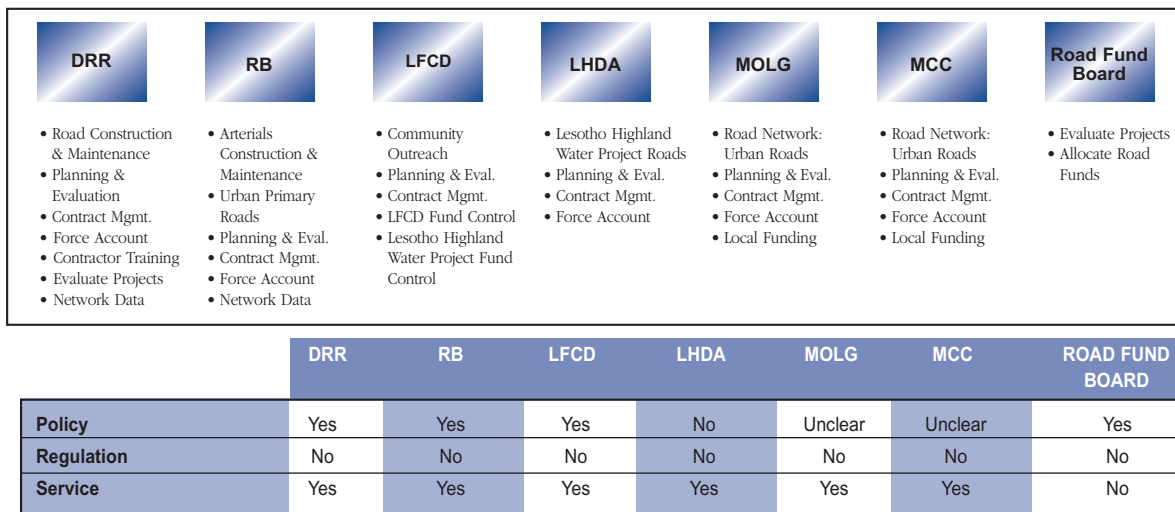 DRR
• Road Construction
& Maintenance
• Planning &
Evaluation
• Contract Mgmt.
• Force Account
• Contractor Training
• Evaluate Projects
• Network Data
RB
• Arterials
Construction &
Maintenance
• Urban Primary
Roads
• Planning & Eval.
• Contract Mgmt.
• Force Account
• Network Data
LFCD
• Community
Outreach
• Planning & Eval.
• Contract Mgmt.
• LFCD Fund Control
• Lesotho Highland
Water Project Fund
Control
LHDA
• Lesotho Highland
Water Project Roads
• Planning & Eval.
• Contract Mgmt.
• Force Account
MOLG
• Road Network:
Urban Roads
• Planning & Eval.
• Contract Mgmt.
• Force Account
• Local Funding
MCC
• Road Network:
Urban Roads
• Planning & Eval.
• Contract Mgmt.
• Force Account
• Local Funding
Road Fund
Board
• Evaluate Projects
• Allocate Road
Funds
DRR RB LFCD LHDA MOLG MCC ROAD FUND
BOARD
Policy Yes Yes Yes No Unclear Unclear Yes
Regulation No No No No No No No
Service Yes Yes Yes Yes Yes Yes No